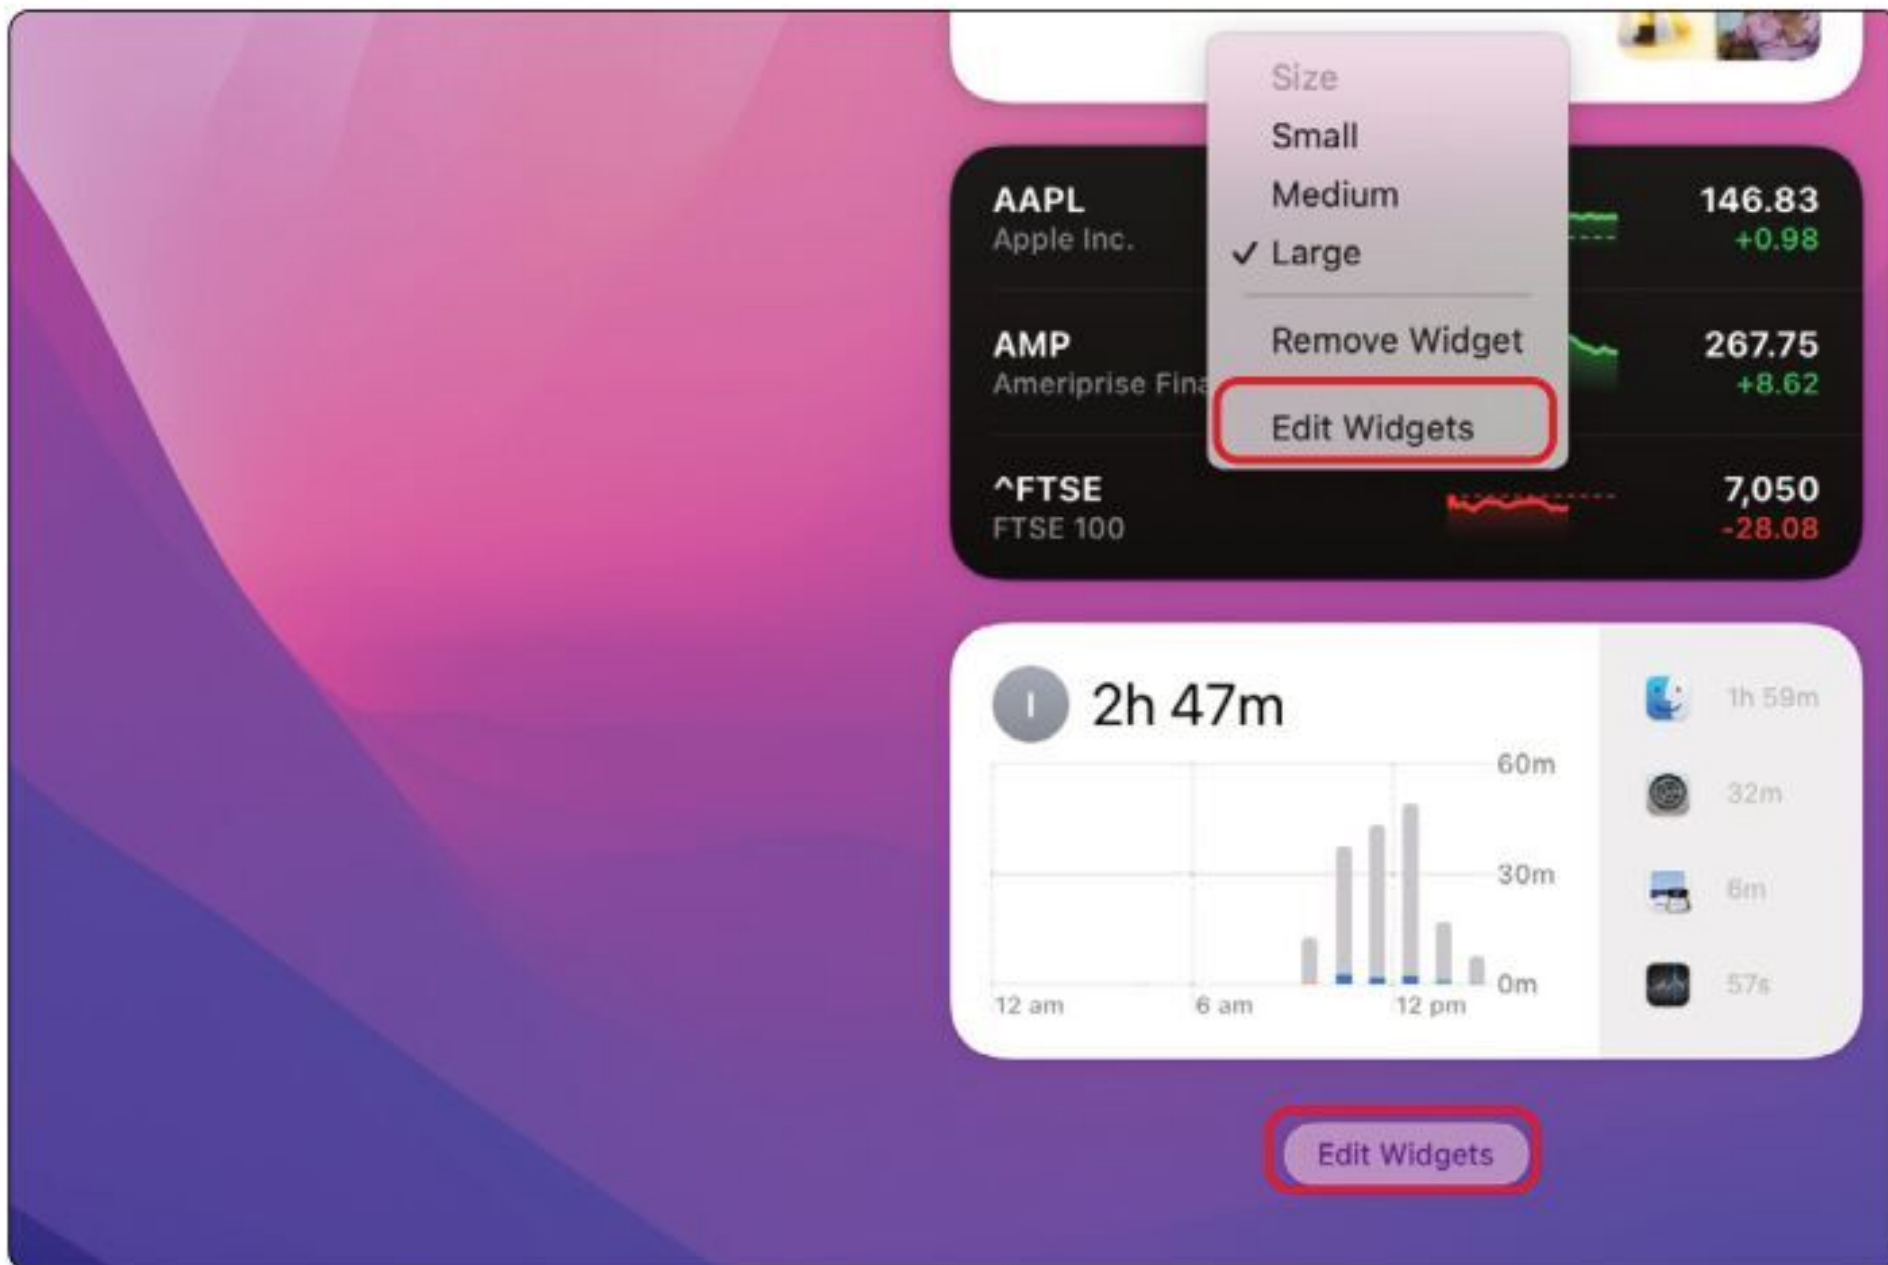 Size
Small
Medium
✓ Large
Remove Widget
Edit Widgets
AAPL
Apple Inc.
146.83
+0.98
AMP
Ameriprise Fina
267.75
+8.62
^FTSE
FTSE 100
7,050
-28.08
I
2h 47m
60m
30m
0m
12 am
6 am
12 pm
1h 59m
32m
6m
57s
Edit Widgets